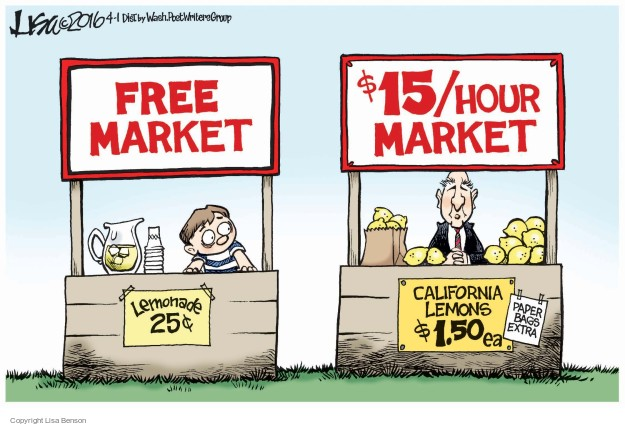 Lisa ©2016 4-1 Dist. by Wash. Post Writers Group
FREE
MARKET
$15/HOUR
MARKET
Lemonade
25¢
CALIFORNIA
LEMONS
$1.50 ea
PAPER
BAGS
EXTRA
Copyright Lisa Benson